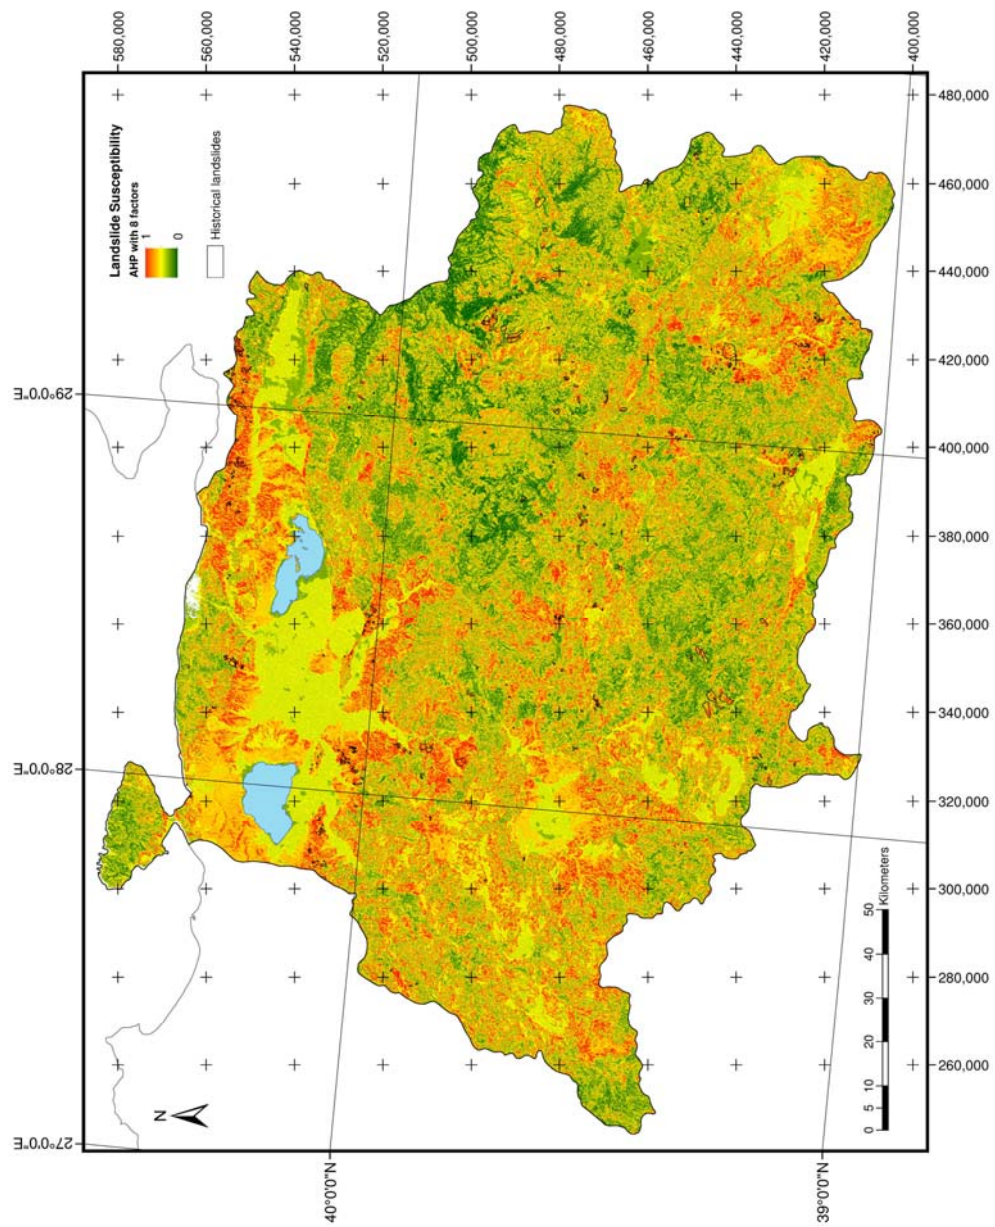 580,000
560,000
540,000
520,000
500,000
480,000
460,000
440,000
420,000
400,000
Landslide Susceptibility
AHP with 8 factors
1
0
Historical landslides
480,000
460,000
440,000
420,000
400,000
380,000
360,000
340,000
320,000
300,000
280,000
260,000
29°0'0"E
28°0'0"E
27°0'0"E
N
0 5 10 20 30 40 50
Kilometers
40°0'0"N
39°0'0"N